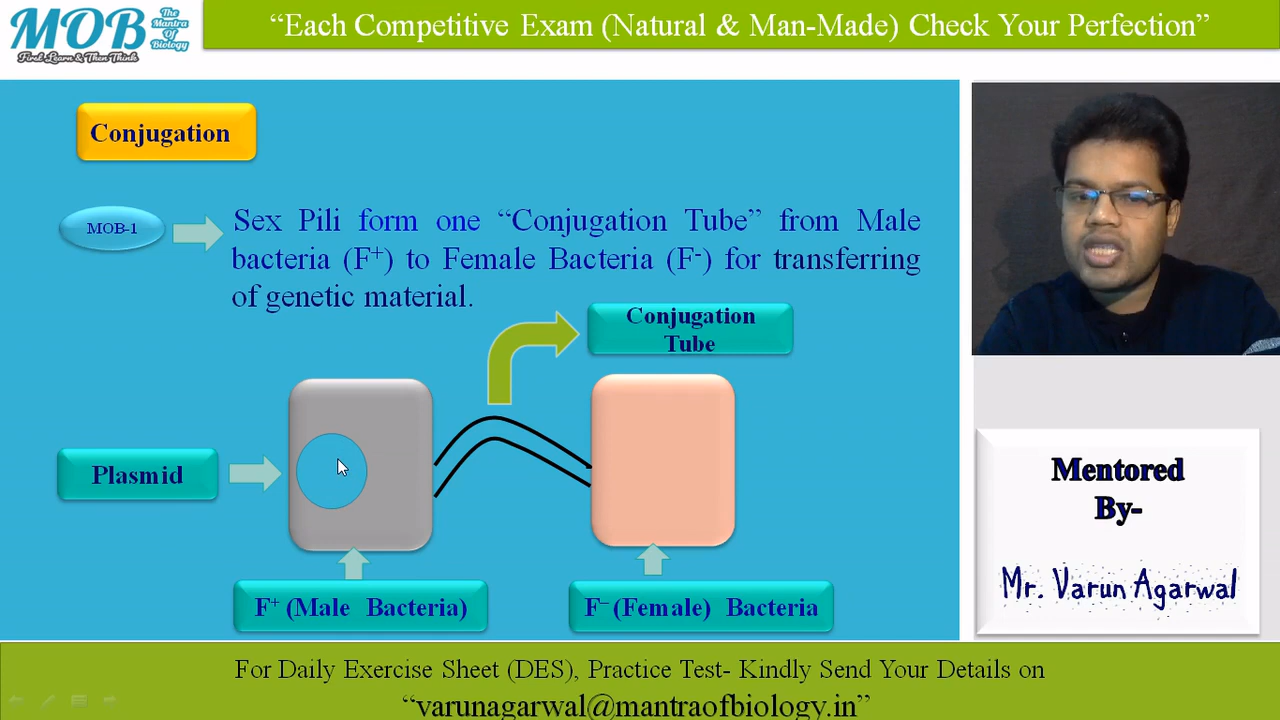 MOB
The
Mantra
Of
Biology
First Learn & Then Think
“Each Competitive Exam (Natural & Man-Made) Check Your Perfection”
Conjugation
MOB-1
Sex Pili form one “Conjugation Tube” from Male
bacteria (F⁺) to Female Bacteria (F⁻) for transferring
of genetic material.
Conjugation
Tube
Plasmid
F⁺ (Male Bacteria)
F⁻ (Female) Bacteria
Mentored
By-
Mr. Varun Agarwal
For Daily Exercise Sheet (DES), Practice Test- Kindly Send Your Details on
“varunagarwal@mantraofbiology.in”